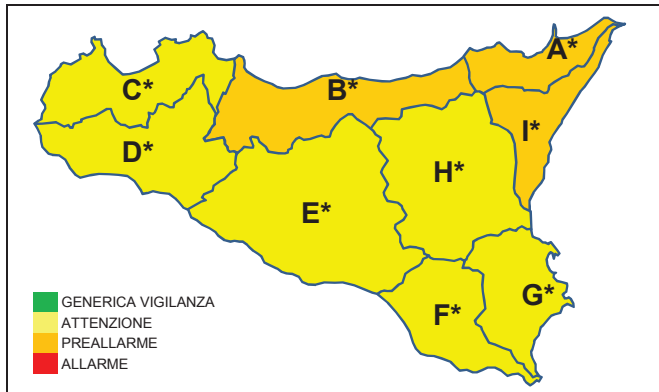 A*
B*
C*
I*
D*
H*
E*
G*
F*
GENERICA VIGILANZA
ATTENZIONE
PREALLARME
ALLARME